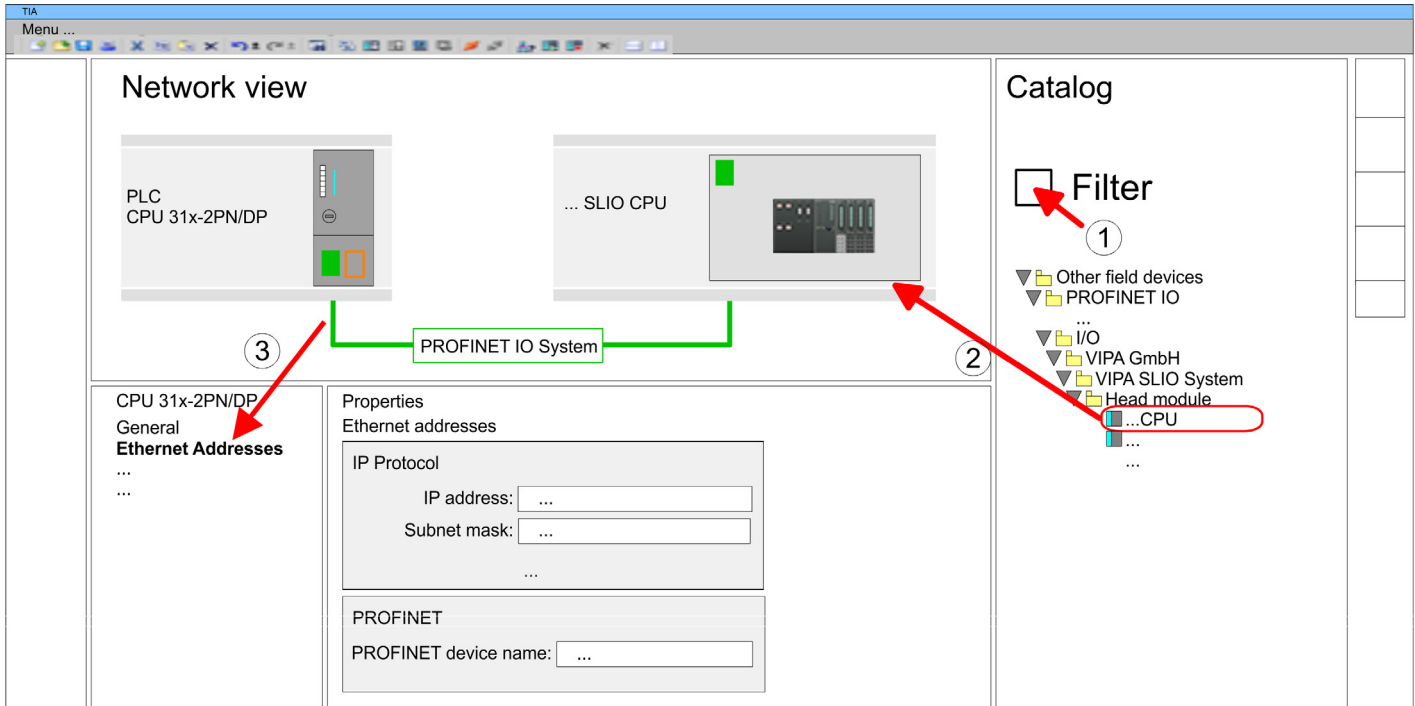 TIA
Menu ...
Network view
PLC
CPU 31x-2PN/DP
... SLIO CPU
PROFINET IO System
3
2
Catalog
Filter
1
Other field devices
PROFINET IO
...
I/O
VIPA GmbH
VIPA SLIO System
Head module
...CPU
...
...
CPU 31x-2PN/DP
General
Ethernet Addresses
...
...
Properties
Ethernet addresses
IP Protocol
IP address: ...
Subnet mask: ...
...
PROFINET
PROFINET device name: ...